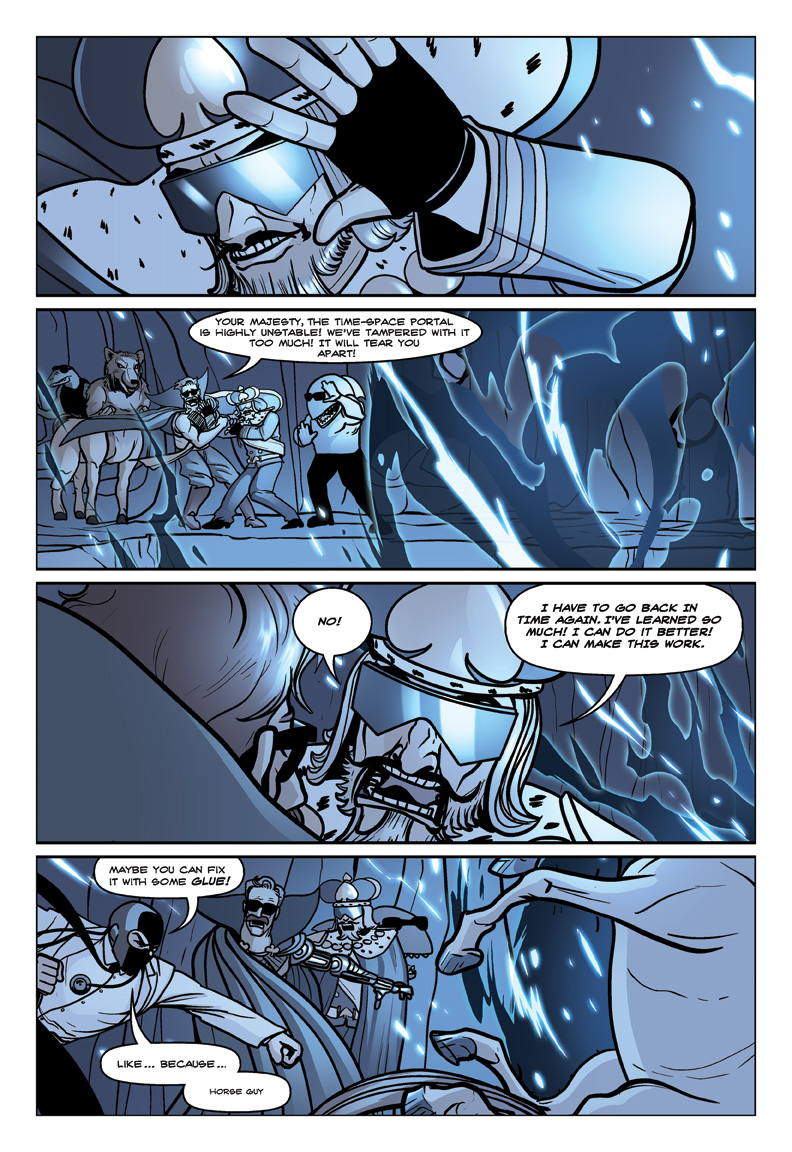 YOUR MAJESTY, THE TIME-SPACE PORTAL
IS HIGHLY UNSTABLE! WE'VE TAMPERED WITH IT
TOO MUCH! IT WILL TEAR YOU
APART!
NO!
I HAVE TO GO BACK IN
TIME AGAIN. I'VE LEARNED SO
MUCH! I CAN DO IT BETTER!
I CAN MAKE THIS WORK.
MAYBE YOU CAN FIX
IT WITH SOME GLUE!
LIKE... BECAUSE...
HORSE GUY